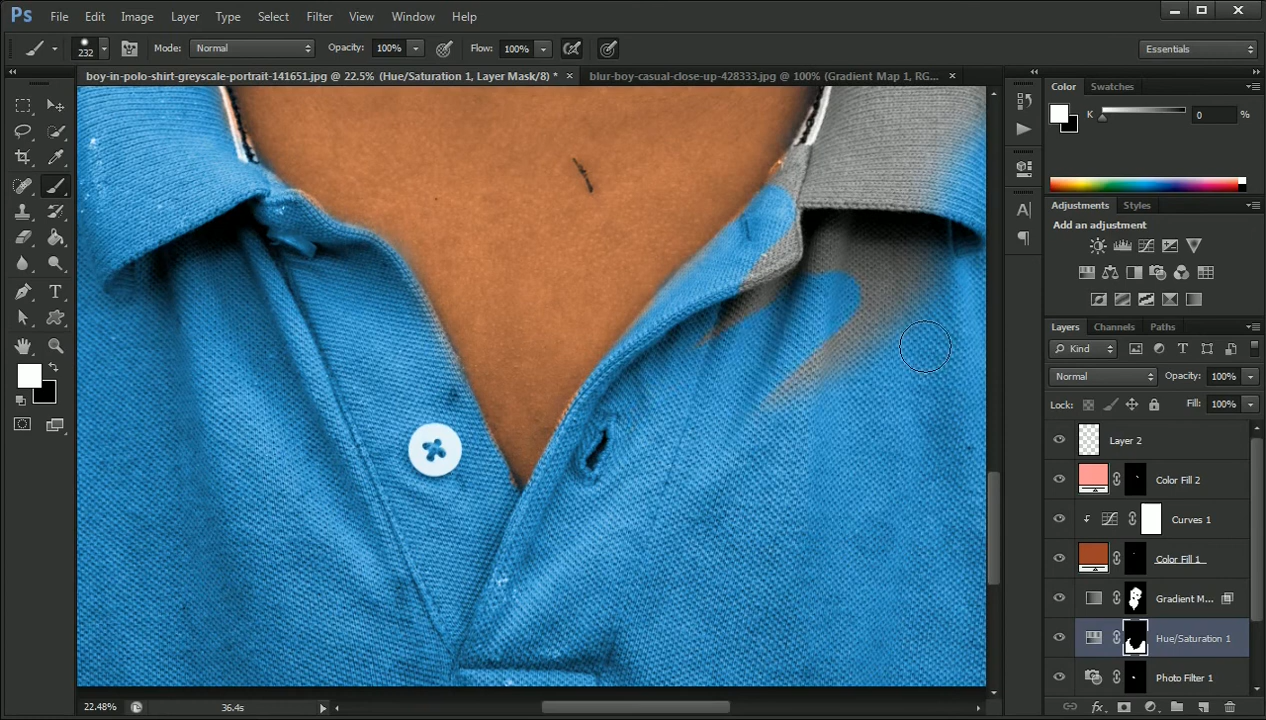 Ps File Edit Image Layer Type Select Filter View Window Help
232 Mode: Normal Opacity: 100% Flow: 100% Essentials
boy-in-polo-shirt-greyscale-portrait-141651.jpg @ 22.5% (Hue/Saturation 1, Layer Mask/8) * × blur-boy-casual-close-up-428333.jpg @ 100% (Gradient Map 1, RG... ×
Color Swatches
K 0 %
Adjustments Styles
Add an adjustment
Layers Channels Paths
Kind
Normal Opacity: 100%
Lock: Fill: 100%
Layer 2
Color Fill 2
Curves 1
Color Fill 1
Gradient M...
Hue/Saturation 1
Photo Filter 1
22.48% 36.4s
fx